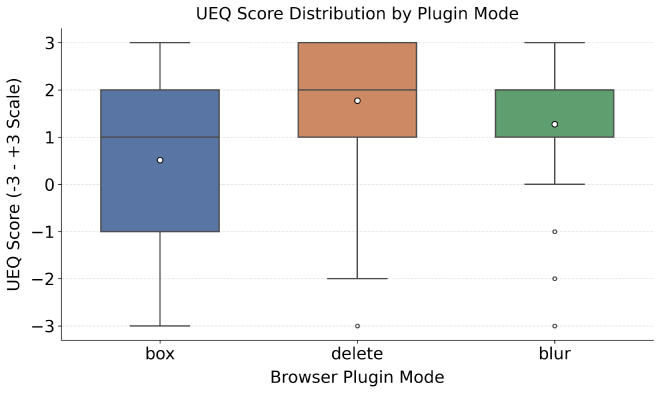 UEQ Score Distribution by Plugin Mode
UEQ Score (-3 - +3 Scale)
3
2
1
0
−1
−2
−3
box delete blur
Browser Plugin Mode